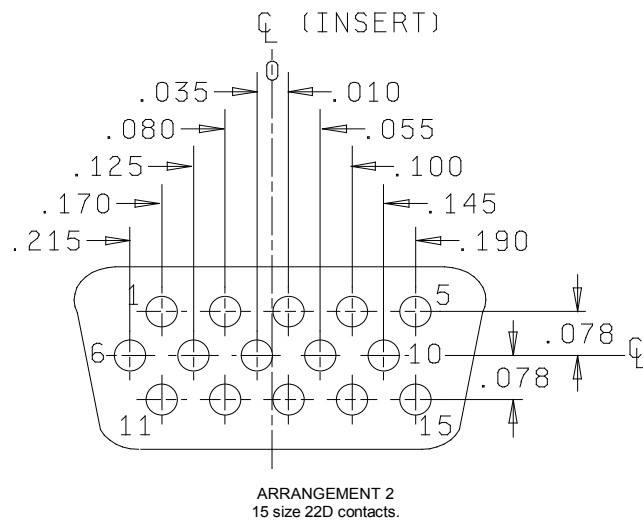 ℄ (INSERT)
0
.035 .010
.080 .055
.125 .100
.170 .145
.215 .190
1 5
.078
6 10 ℄
.078
11 15
ARRANGEMENT 2
15 size 22D contacts.